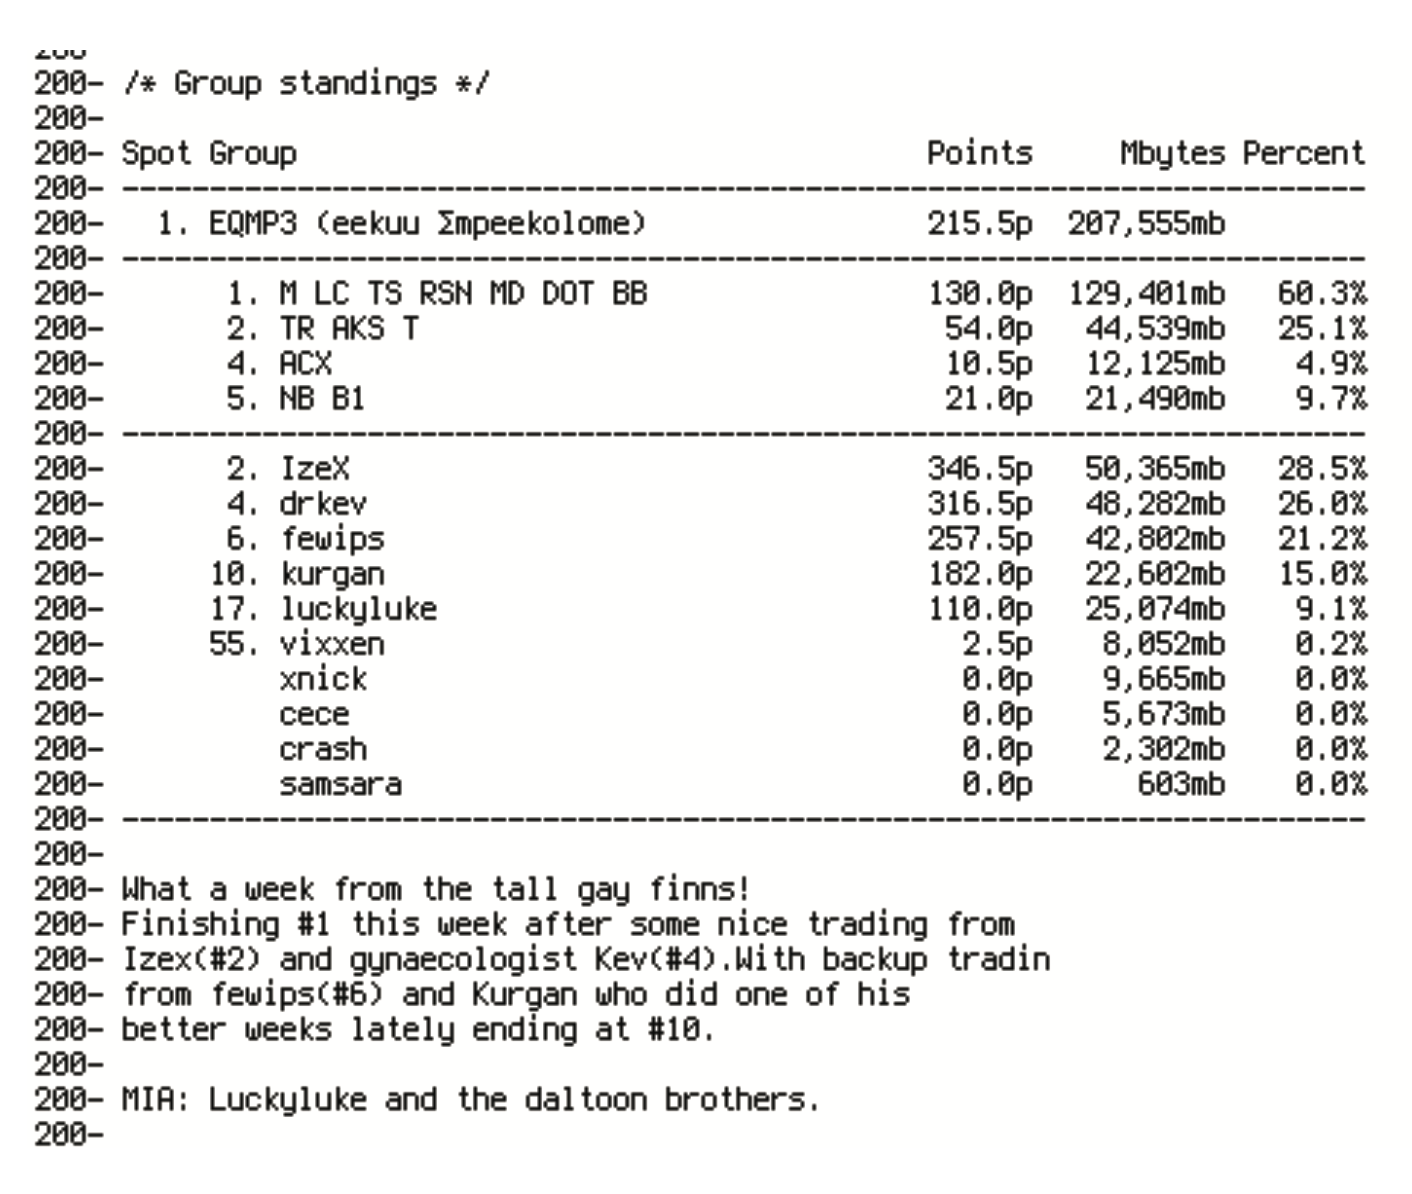 200- /* Group standings */
200-
200- Spot Group                                    Points     Mbytes Percent
200- -----------------------------------------------------------------------
200-   1. EQMP3 (eekuu Σmpeekolome)                215.5p  207,555mb
200- -----------------------------------------------------------------------
200-       1. M LC TS RSN MD DOT BB                130.0p  129,401mb   60.3%
200-       2. TR AKS T                              54.0p   44,539mb   25.1%
200-       4. ACX                                   10.5p   12,125mb    4.9%
200-       5. NB B1                                 21.0p   21,490mb    9.7%
200- -----------------------------------------------------------------------
200-       2. IzeX                                 346.5p   50,365mb   28.5%
200-       4. drkev                                316.5p   48,282mb   26.0%
200-       6. fewips                               257.5p   42,802mb   21.2%
200-      10. kurgan                               182.0p   22,602mb   15.0%
200-      17. luckyluke                            110.0p   25,074mb    9.1%
200-      55. vixxen                                 2.5p    8,052mb    0.2%
200-          xnick                                  0.0p    9,665mb    0.0%
200-          cece                                   0.0p    5,673mb    0.0%
200-          crash                                  0.0p    2,302mb    0.0%
200-          samsara                                0.0p      603mb    0.0%
200- -----------------------------------------------------------------------
200-
200- What a week from the tall gay finns!
200- Finishing #1 this week after some nice trading from
200- Izex(#2) and gynaecologist Kev(#4).With backup tradin
200- from fewips(#6) and Kurgan who did one of his
200- better weeks lately ending at #10.
200-
200- MIA: Luckyluke and the daltoon brothers.
200-